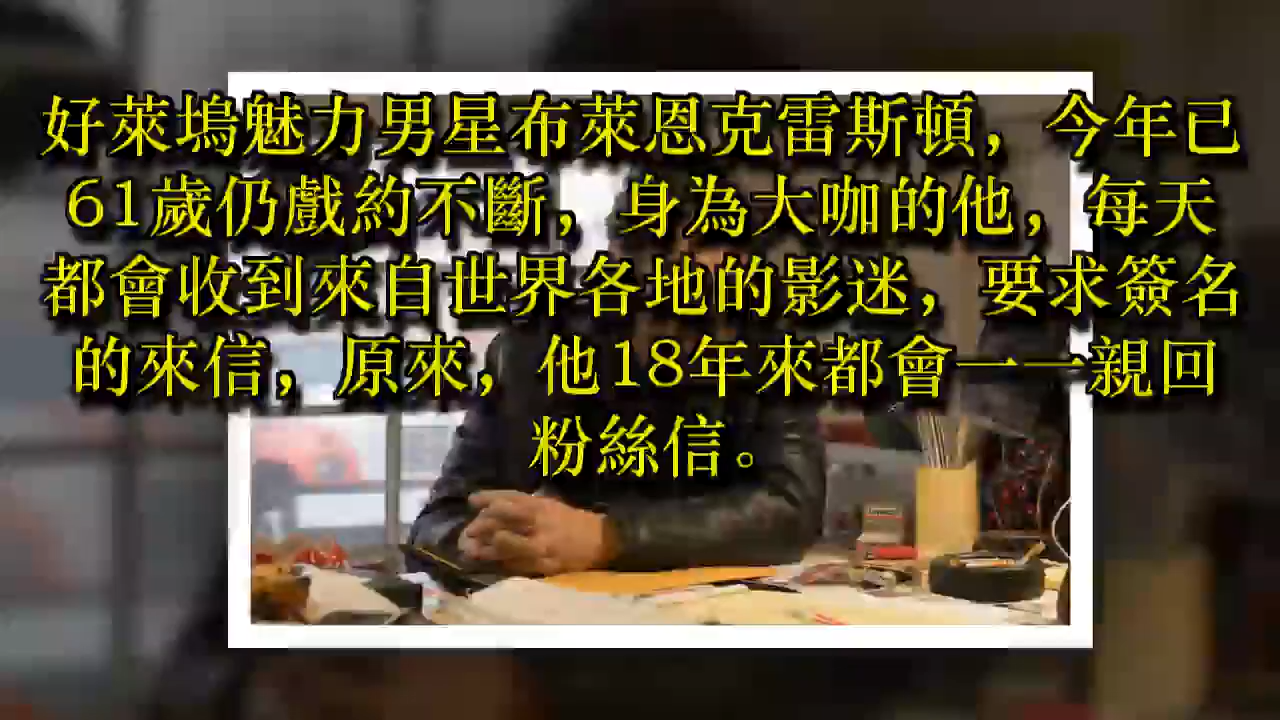 好萊塢魅力男星布萊恩克雷斯頓，今年已
61歲仍戲約不斷，身為大咖的他，每天
都會收到來自世界各地的影迷，要求簽名
的來信，原來，他18年來都會一一親回
粉絲信。